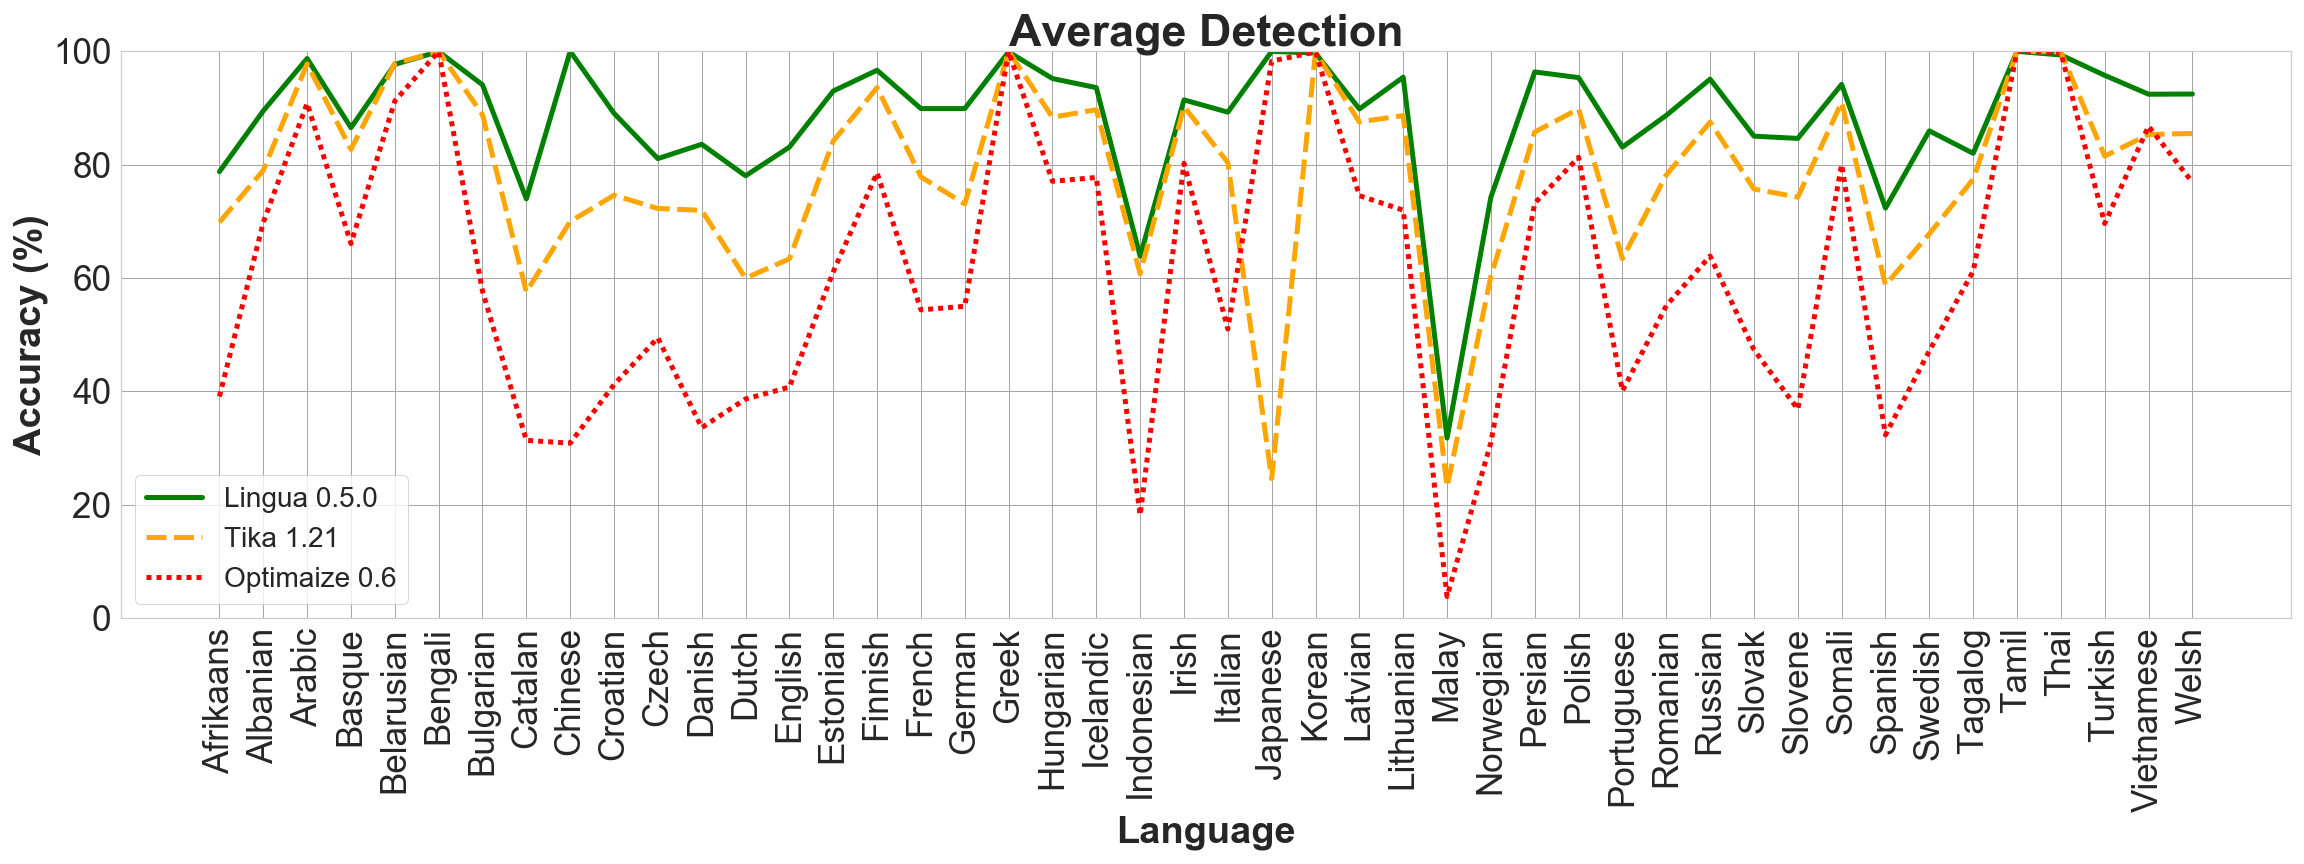 Average Detection
100
80
60
40
20
0
Accuracy (%)
Lingua 0.5.0
Tika 1.21
Optimaize 0.6
Afrikaans
Albanian
Arabic
Basque
Belarusian
Bengali
Bulgarian
Catalan
Chinese
Croatian
Czech
Danish
Dutch
English
Estonian
Finnish
French
German
Greek
Hungarian
Icelandic
Indonesian
Irish
Italian
Japanese
Korean
Latvian
Lithuanian
Malay
Norwegian
Persian
Polish
Portuguese
Romanian
Russian
Slovak
Slovene
Somali
Spanish
Swedish
Tagalog
Tamil
Thai
Turkish
Vietnamese
Welsh
Language